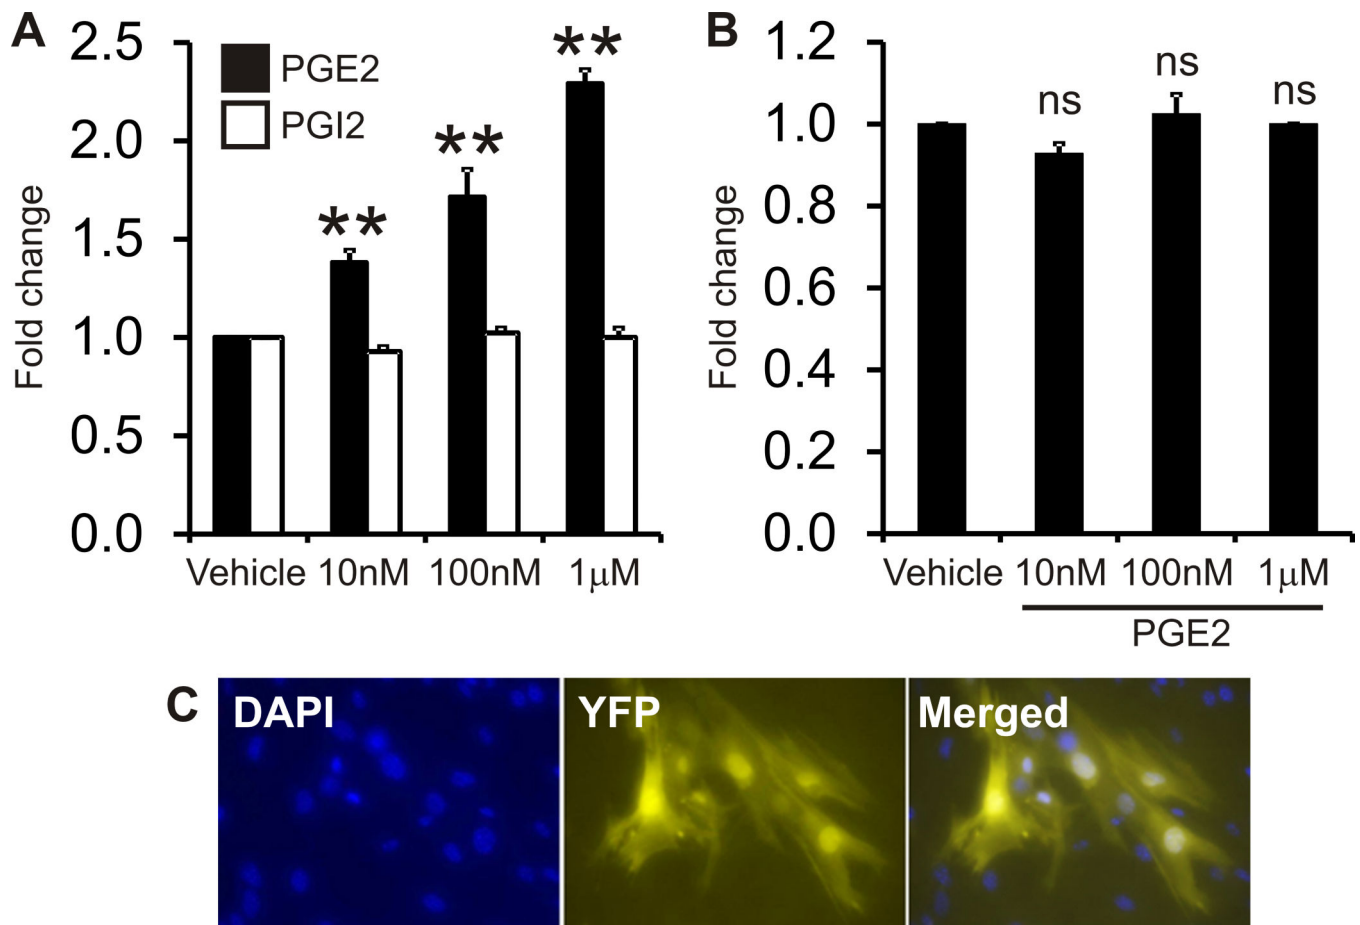 A
2.5
2.0
1.5
1.0
0.5
0.0
Fold change
PGE2
PGI2
**
**
**
Vehicle 10nM 100nM 1μM
B
1.2
1.0
0.8
0.6
0.4
0.2
0.0
Fold change
ns
ns
ns
Vehicle 10nM 100nM 1μM
PGE2
C
DAPI
YFP
Merged